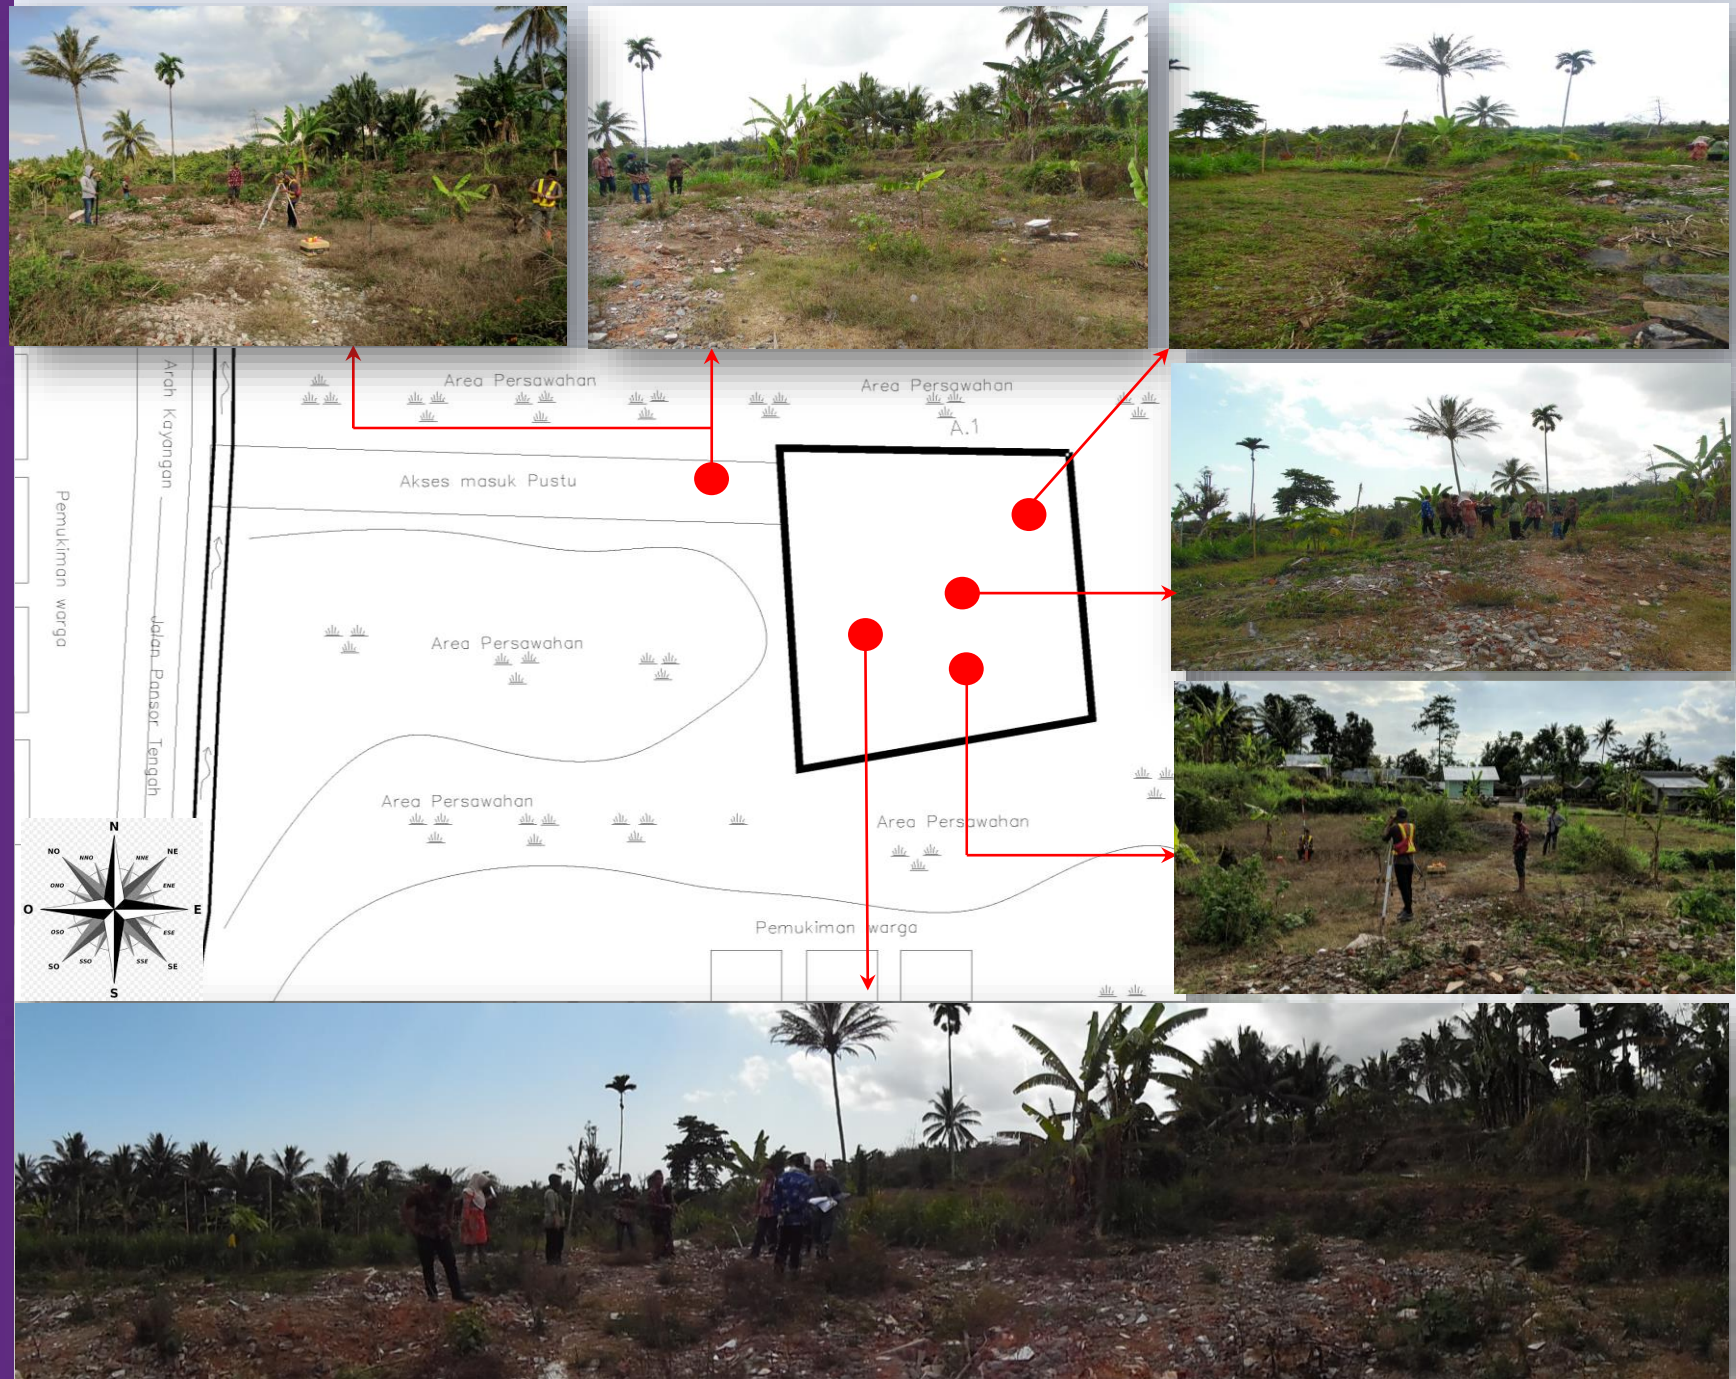 Area Persawahan
Area Persawahan
A.1
Arah Kayangan
Akses masuk Pustu
Pemukiman warga
Jalan Pansor Tengah
Area Persawahan
Area Persawahan
Area Persawahan
Pemukiman warga
N
NO
NNO
NNE
NE
ONO
ENE
O
E
OSO
ESE
SO
SSO
SSE
SE
S